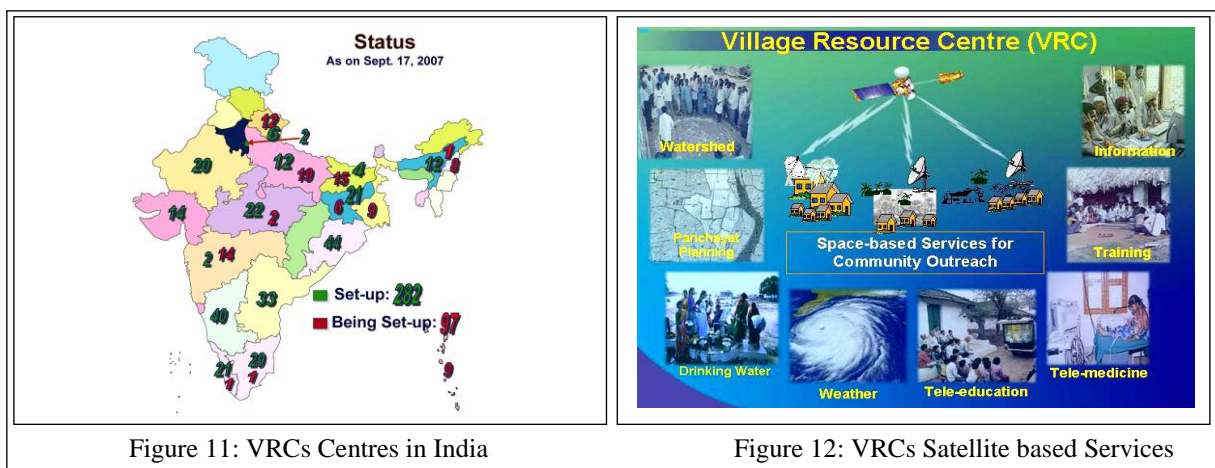 Status
As on Sept. 17, 2007
12
6
2
20
12
19
4
15
12
1
8
14
22
2
21
6
9
44
2
14
33
Set-up: 282
40
Being Set-up: 97
21
1
29
1
9
Figure 11: VRCs Centres in India
Village Resource Centre (VRC)
Watershed
Information
Panchayat
Planning
Training
Space-based Services for
Community Outreach
Drinking Water
Weather
Tele-education
Tele-medicine
Figure 12: VRCs Satellite based Services